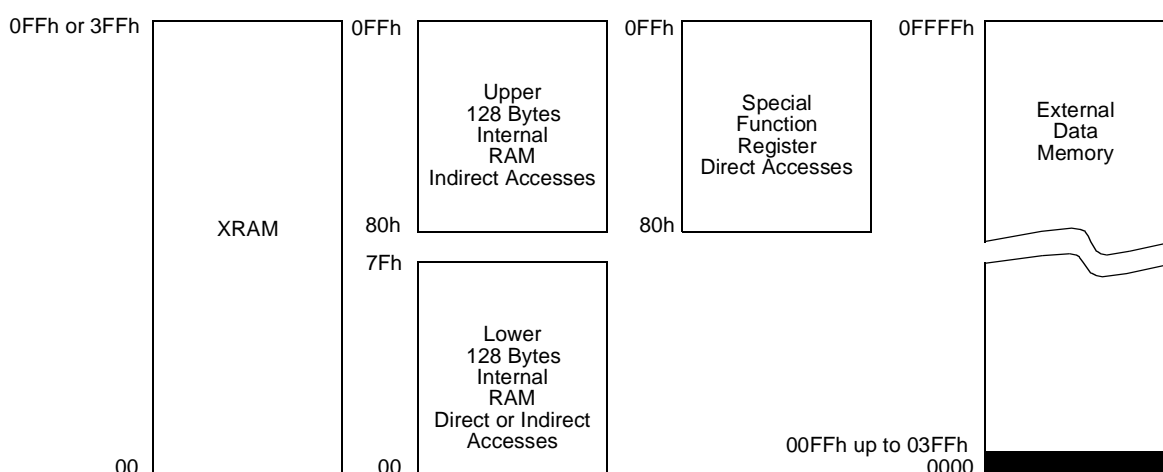 0FFh or 3FFh
XRAM
00
0FFh
Upper
128 Bytes
Internal
RAM
Indirect Accesses
80h
7Fh
Lower
128 Bytes
Internal
RAM
Direct or Indirect
Accesses
00
0FFh
Special
Function
Register
Direct Accesses
80h
0FFFFh
External
Data
Memory
00FFh up to 03FFh
0000